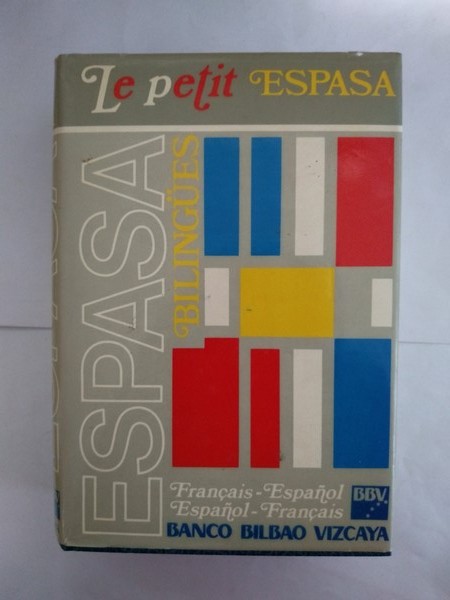 Le petit ESPASA
ESPASA
BILINGÜES
Français-Español
Español-Français
BBV
BANCO BILBAO VIZCAYA